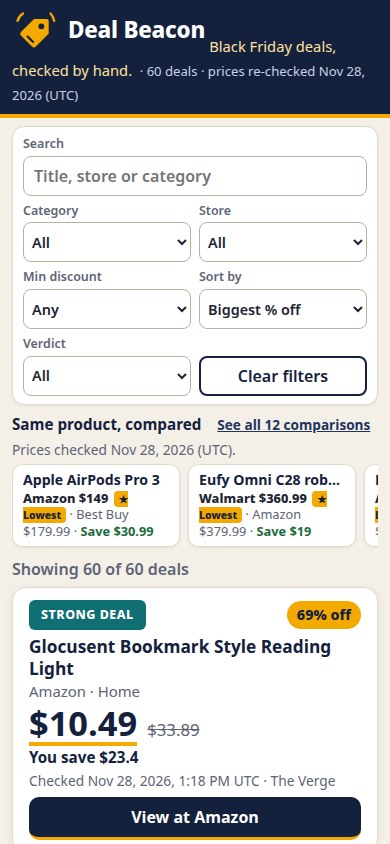 Deal Beacon
Black Friday deals,
checked by hand. · 60 deals · prices re-checked Nov 28,
2026 (UTC)
Search
Title, store or category
Category Store
All All
Min discount Sort by
Any Biggest % off
Verdict
All Clear filters
Same product, compared See all 12 comparisons
Prices checked Nov 28, 2026 (UTC).
Apple AirPods Pro 3
Amazon $149 ★
Lowest · Best Buy
$179.99 · Save $30.99
Eufy Omni C28 rob...
Walmart $360.99 ★
Lowest · Amazon
$379.99 · Save $19
Showing 60 of 60 deals
STRONG DEAL 69% off
Glocusent Bookmark Style Reading
Light
Amazon · Home
$10.49 $33.89
You save $23.4
Checked Nov 28, 2026, 1:18 PM UTC · The Verge
View at Amazon